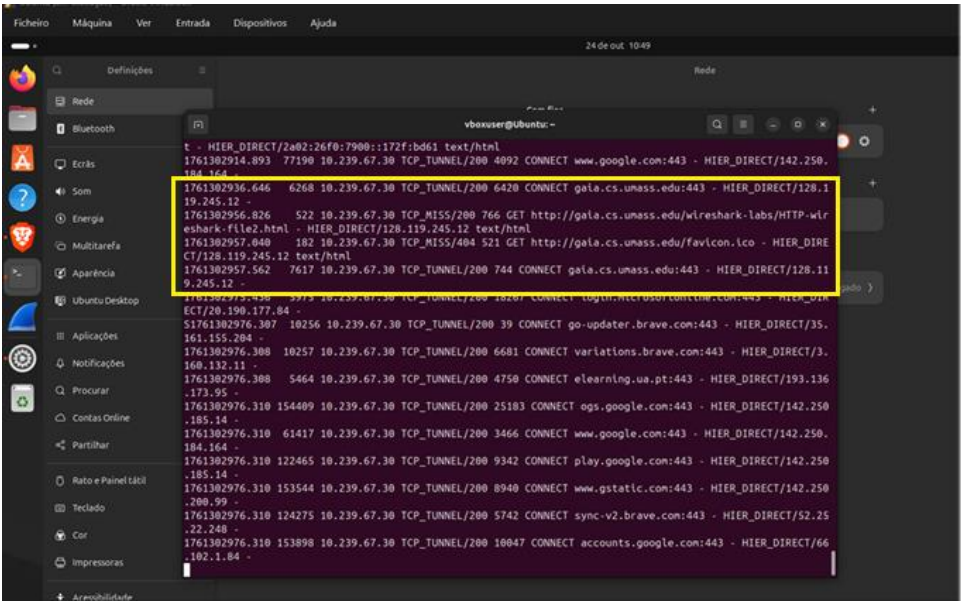 Ficheiro Máquina Ver Entrada Dispositivos Ajuda
24 de out 10:49
Definições
Rede
Rede
Bluetooth
Ecrãs
Som
Energia
Multitarefa
Aparência
Ubuntu Desktop
Aplicações
Notificações
Procurar
Contas Online
Partilhar
Rato e Painel tátil
Teclado
Cor
Impressoras
Acessibilidade
Com fios
vboxuser@Ubuntu: ~
t - HIER_DIRECT/2a02:26f0:7900::172f:bd61 text/html
1761302914.893 77190 10.239.67.30 TCP_TUNNEL/200 4092 CONNECT www.google.com:443 - HIER_DIRECT/142.250.
184.164 -
1761302936.646 6268 10.239.67.30 TCP_TUNNEL/200 6420 CONNECT gaia.cs.umass.edu:443 - HIER_DIRECT/128.1
19.245.12 -
1761302956.826 522 10.239.67.30 TCP_MISS/200 766 GET http://gaia.cs.umass.edu/wireshark-labs/HTTP-wir
eshark-file2.html - HIER_DIRECT/128.119.245.12 text/html
1761302957.040 182 10.239.67.30 TCP_MISS/404 521 GET http://gaia.cs.umass.edu/favicon.ico - HIER_DIRE
CT/128.119.245.12 text/html
1761302957.562 7617 10.239.67.30 TCP_TUNNEL/200 744 CONNECT gaia.cs.umass.edu:443 - HIER_DIRECT/128.11
9.245.12 -
1761302975.436 5975 10.239.67.30 TCP_TUNNEL/200 18267 CONNECT login.microsoftonline.com:443 - HIER_DIR
ECT/20.190.177.84 -
S1761302976.307 10256 10.239.67.30 TCP_TUNNEL/200 39 CONNECT go-updater.brave.com:443 - HIER_DIRECT/35.
161.155.204 -
1761302976.308 10257 10.239.67.30 TCP_TUNNEL/200 6681 CONNECT variations.brave.com:443 - HIER_DIRECT/3.
160.132.11 -
1761302976.308 5464 10.239.67.30 TCP_TUNNEL/200 4750 CONNECT elearning.ua.pt:443 - HIER_DIRECT/193.136
.173.95 -
1761302976.310 154409 10.239.67.30 TCP_TUNNEL/200 25183 CONNECT ogs.google.com:443 - HIER_DIRECT/142.250
.185.14 -
1761302976.310 61417 10.239.67.30 TCP_TUNNEL/200 3466 CONNECT www.google.com:443 - HIER_DIRECT/142.250.
184.164 -
1761302976.310 122465 10.239.67.30 TCP_TUNNEL/200 9342 CONNECT play.google.com:443 - HIER_DIRECT/142.250
.185.14 -
1761302976.310 153544 10.239.67.30 TCP_TUNNEL/200 8940 CONNECT www.gstatic.com:443 - HIER_DIRECT/142.250
.200.99 -
1761302976.310 124275 10.239.67.30 TCP_TUNNEL/200 5742 CONNECT sync-v2.brave.com:443 - HIER_DIRECT/52.25
.22.248 -
1761302976.310 153898 10.239.67.30 TCP_TUNNEL/200 10047 CONNECT accounts.google.com:443 - HIER_DIRECT/66
.102.1.84 -